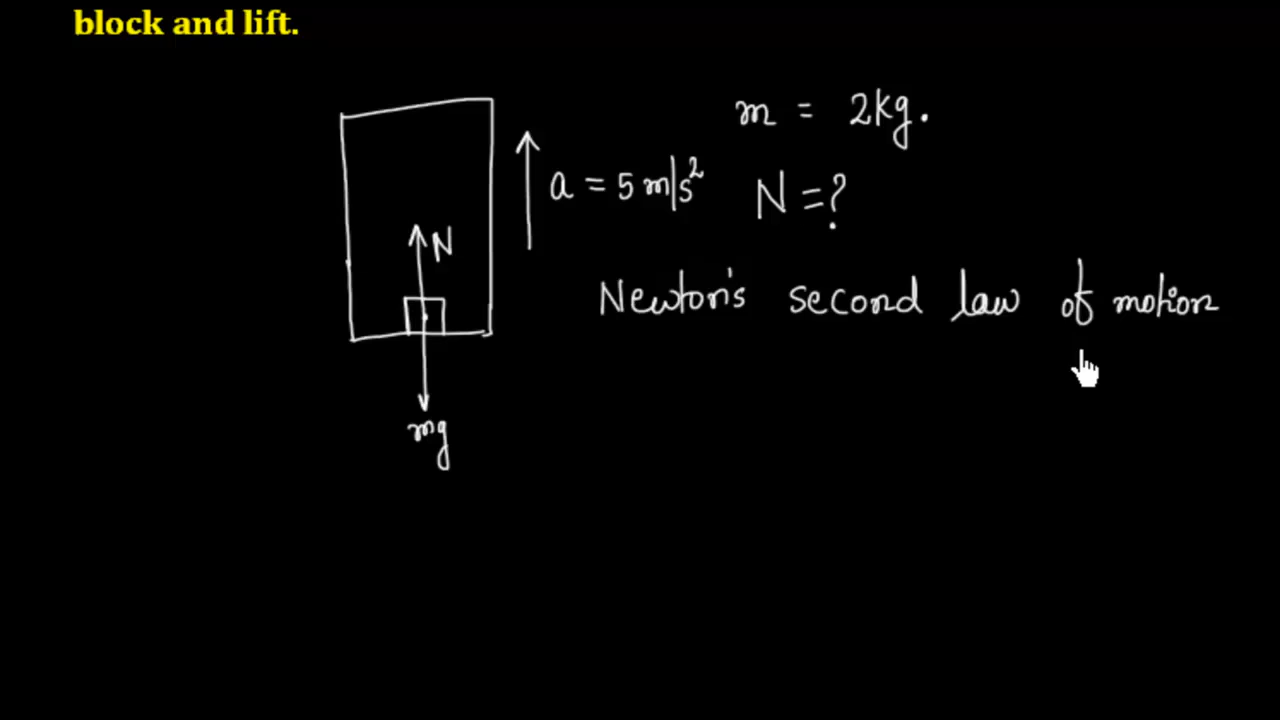 block and lift.
m = 2kg.
a = 5 m/s²
N = ?
N
Newton's second law of motion
mg